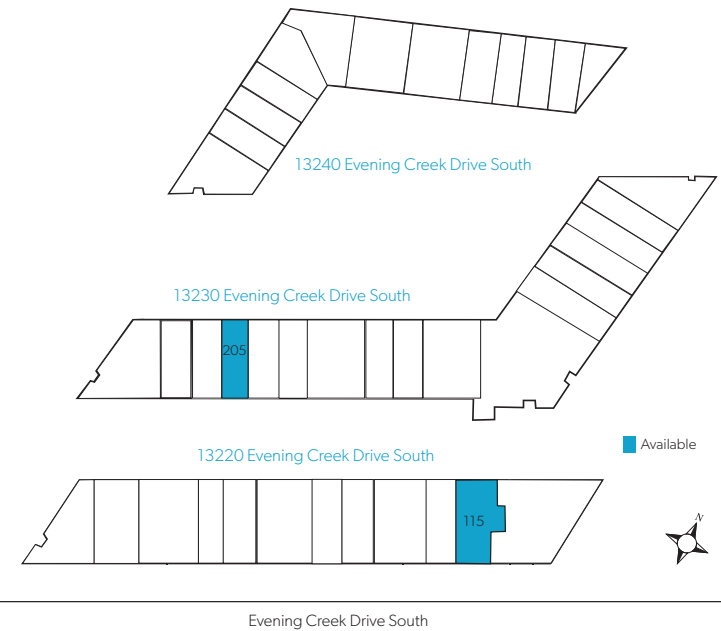 13240 Evening Creek Drive South
13230 Evening Creek Drive South
205
Available
13220 Evening Creek Drive South
115
N
Evening Creek Drive South